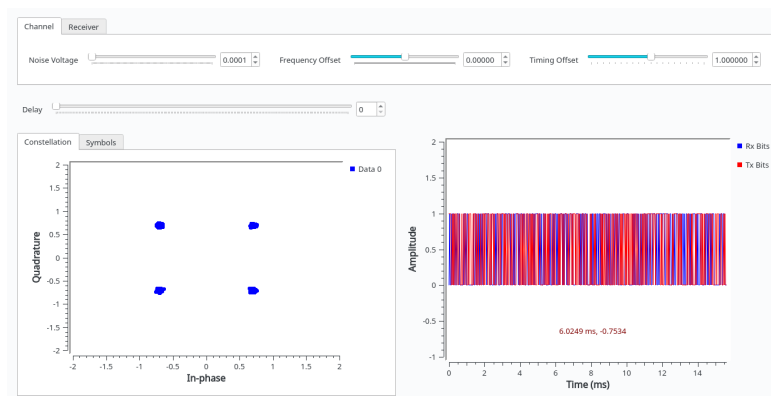 Channel Receiver
Noise Voltage 0.0001 Frequency Offset 0.00000 Timing Offset 1.000000
Delay 0
Constellation Symbols
Data 0
2
1.5
1
0.5
0
-0.5
-1
-1.5
-2
Quadrature
-2 -1.5 -1 -0.5 0 0.5 1 1.5 2
In-phase
Rx Bits
Tx Bits
2
1.5
1
0.5
0
-0.5
-1
Amplitude
6.0249 ms, -0.7534
0 2 4 6 8 10 12 14
Time (ms)